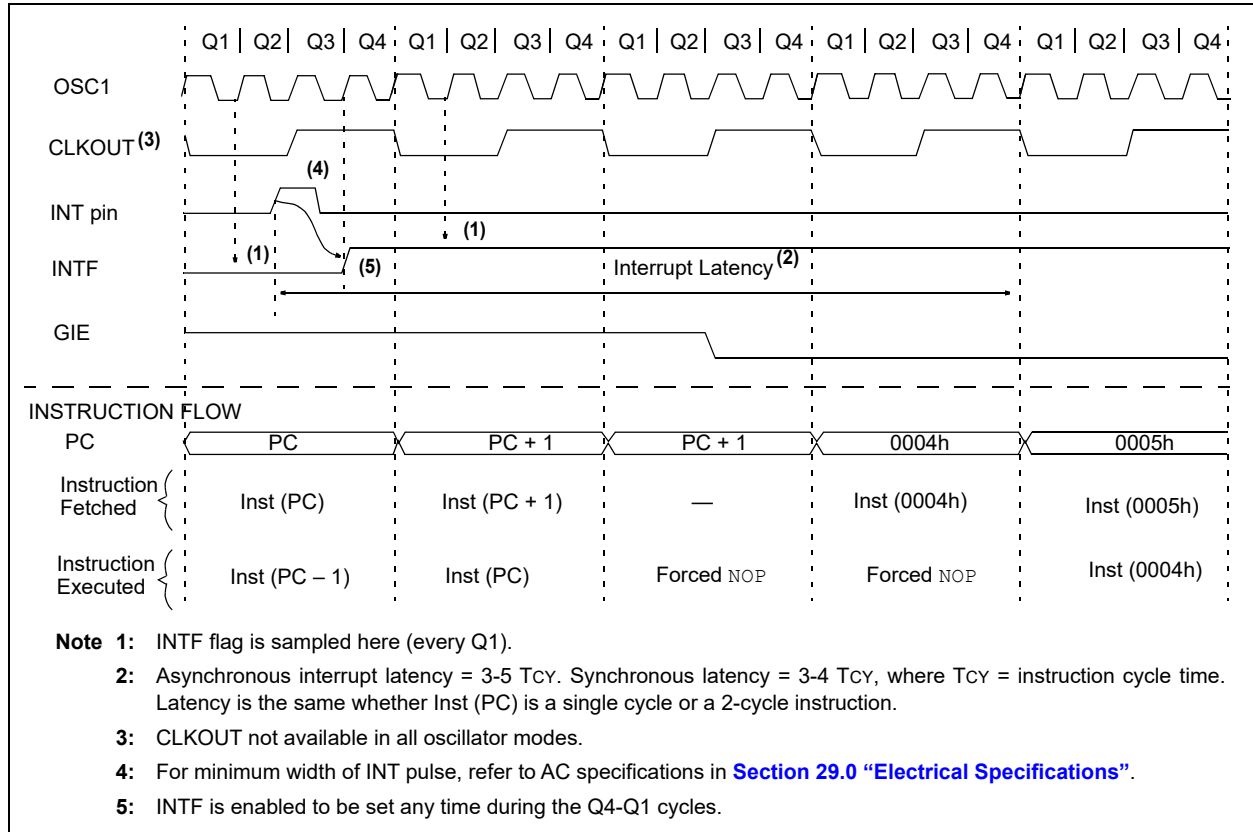 Q1 | Q2 | Q3 | Q4 Q1 | Q2 | Q3 | Q4 Q1 | Q2 | Q3 | Q4 Q1 | Q2 | Q3 | Q4 Q1 | Q2 | Q3 | Q4
OSC1
CLKOUT (3)
(4)
INT pin
(1)
(1)
INTF
(5)
Interrupt Latency (2)
GIE
INSTRUCTION FLOW
PC PC PC + 1 PC + 1 0004h 0005h
Instruction
Fetched
Inst (PC) Inst (PC + 1) — Inst (0004h) Inst (0005h)
Instruction
Executed
Inst (PC – 1) Inst (PC) Forced NOP Forced NOP Inst (0004h)
Note 1: INTF flag is sampled here (every Q1).
2: Asynchronous interrupt latency = 3-5 TCY. Synchronous latency = 3-4 TCY, where TCY = instruction cycle time.
Latency is the same whether Inst (PC) is a single cycle or a 2-cycle instruction.
3: CLKOUT not available in all oscillator modes.
4: For minimum width of INT pulse, refer to AC specifications in Section 29.0 “Electrical Specifications”.
5: INTF is enabled to be set any time during the Q4-Q1 cycles.